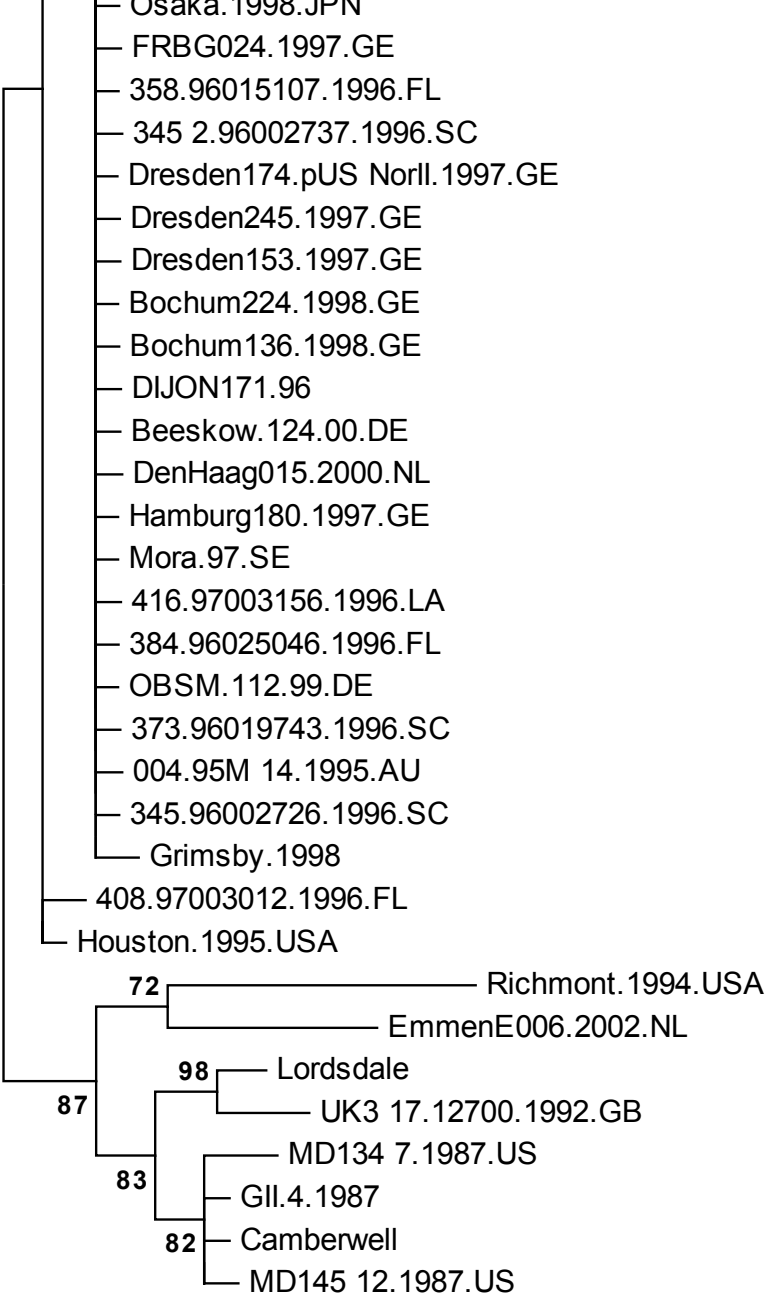 Osaka.1998.JPN
FRBG024.1997.GE
358.96015107.1996.FL
345 2.96002737.1996.SC
Dresden174.pUS NorII.1997.GE
Dresden245.1997.GE
Dresden153.1997.GE
Bochum224.1998.GE
Bochum136.1998.GE
DIJON171.96
Beeskow.124.00.DE
DenHaag015.2000.NL
Hamburg180.1997.GE
Mora.97.SE
416.97003156.1996.LA
384.96025046.1996.FL
OBSM.112.99.DE
373.96019743.1996.SC
004.95M 14.1995.AU
345.96002726.1996.SC
Grimsby.1998
408.97003012.1996.FL
Houston.1995.USA
72 Richmont.1994.USA
EmmenE006.2002.NL
98 Lordsdale
87
UK3 17.12700.1992.GB
MD134 7.1987.US
83
GII.4.1987
82 Camberwell
MD145 12.1987.US